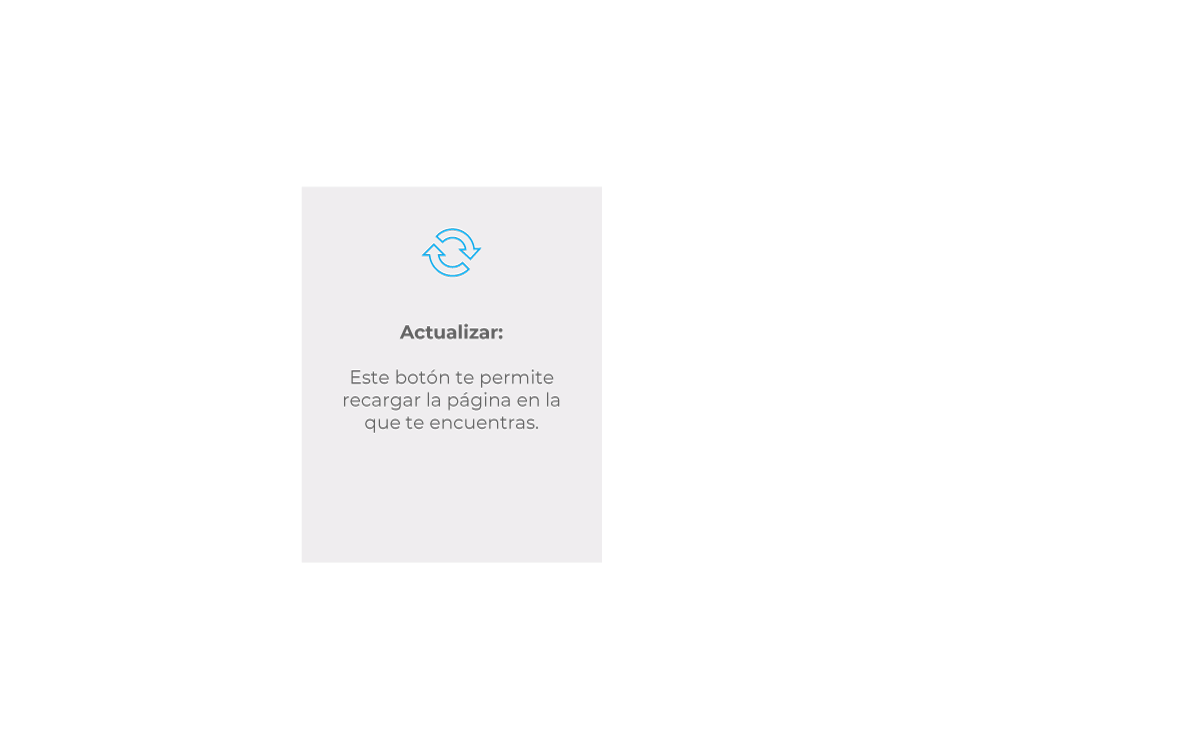 Actualizar:
Este botón te permite
recargar la página en la
que te encuentras.